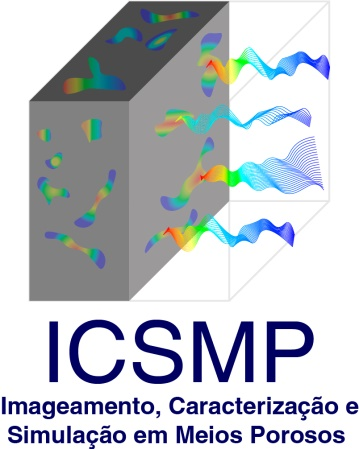 ICSMP
Imageamento, Caracterização e
Simulação em Meios Porosos